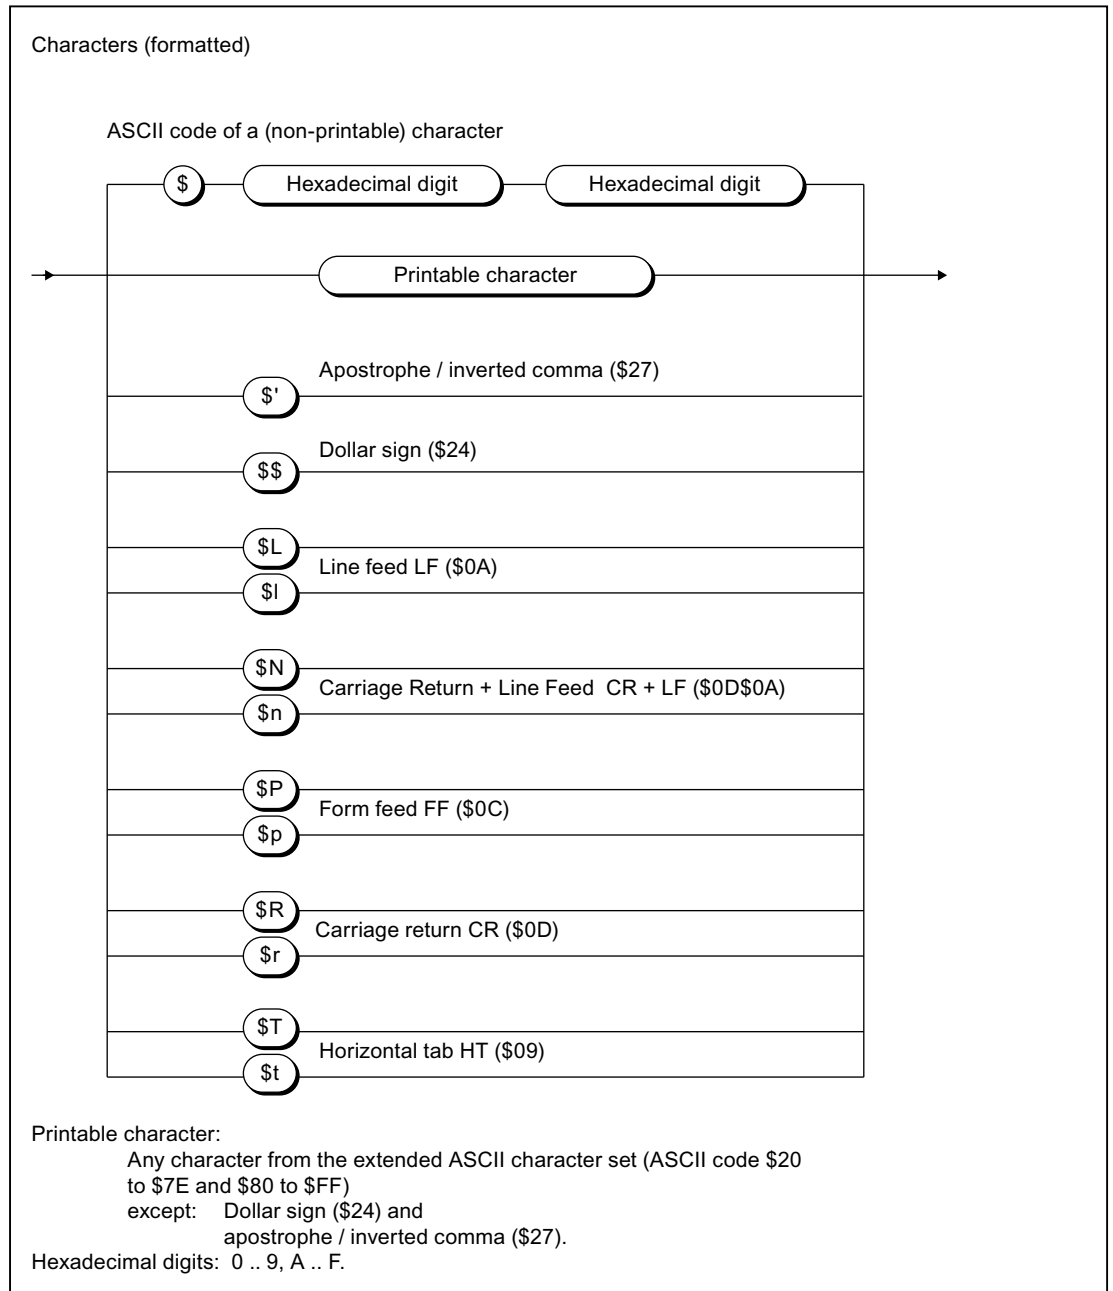 Characters (formatted)
ASCII code of a (non-printable) character
$ Hexadecimal digit Hexadecimal digit
Printable character
Apostrophe / inverted comma ($27)
$'
Dollar sign ($24)
$$
$L
Line feed LF ($0A)
$l
$N
Carriage Return + Line Feed CR + LF ($0D$0A)
$n
$P
Form feed FF ($0C)
$p
$R
Carriage return CR ($0D)
$r
$T
Horizontal tab HT ($09)
$t
Printable character:
Any character from the extended ASCII character set (ASCII code $20
to $7E and $80 to $FF)
except: Dollar sign ($24) and
apostrophe / inverted comma ($27).
Hexadecimal digits: 0 .. 9, A .. F.